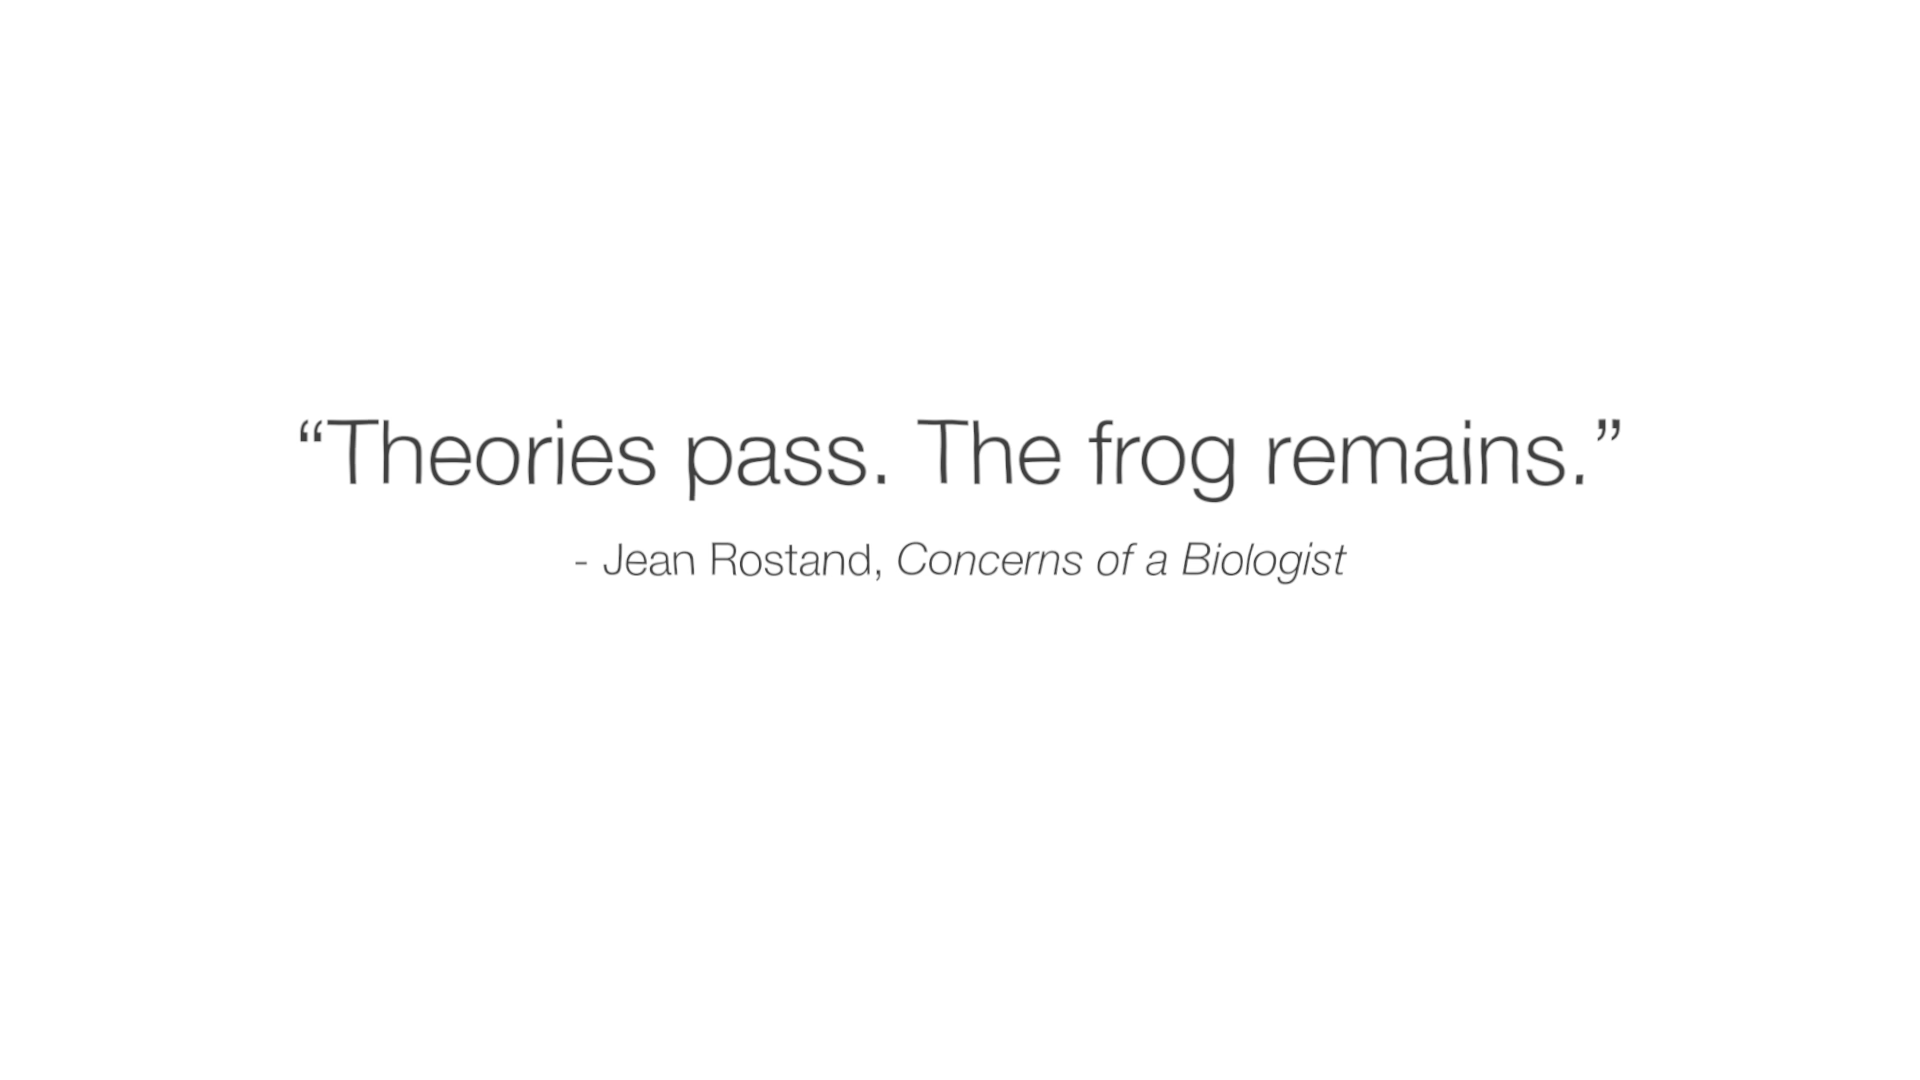 “Theories pass. The frog remains.”
- Jean Rostand, Concerns of a Biologist